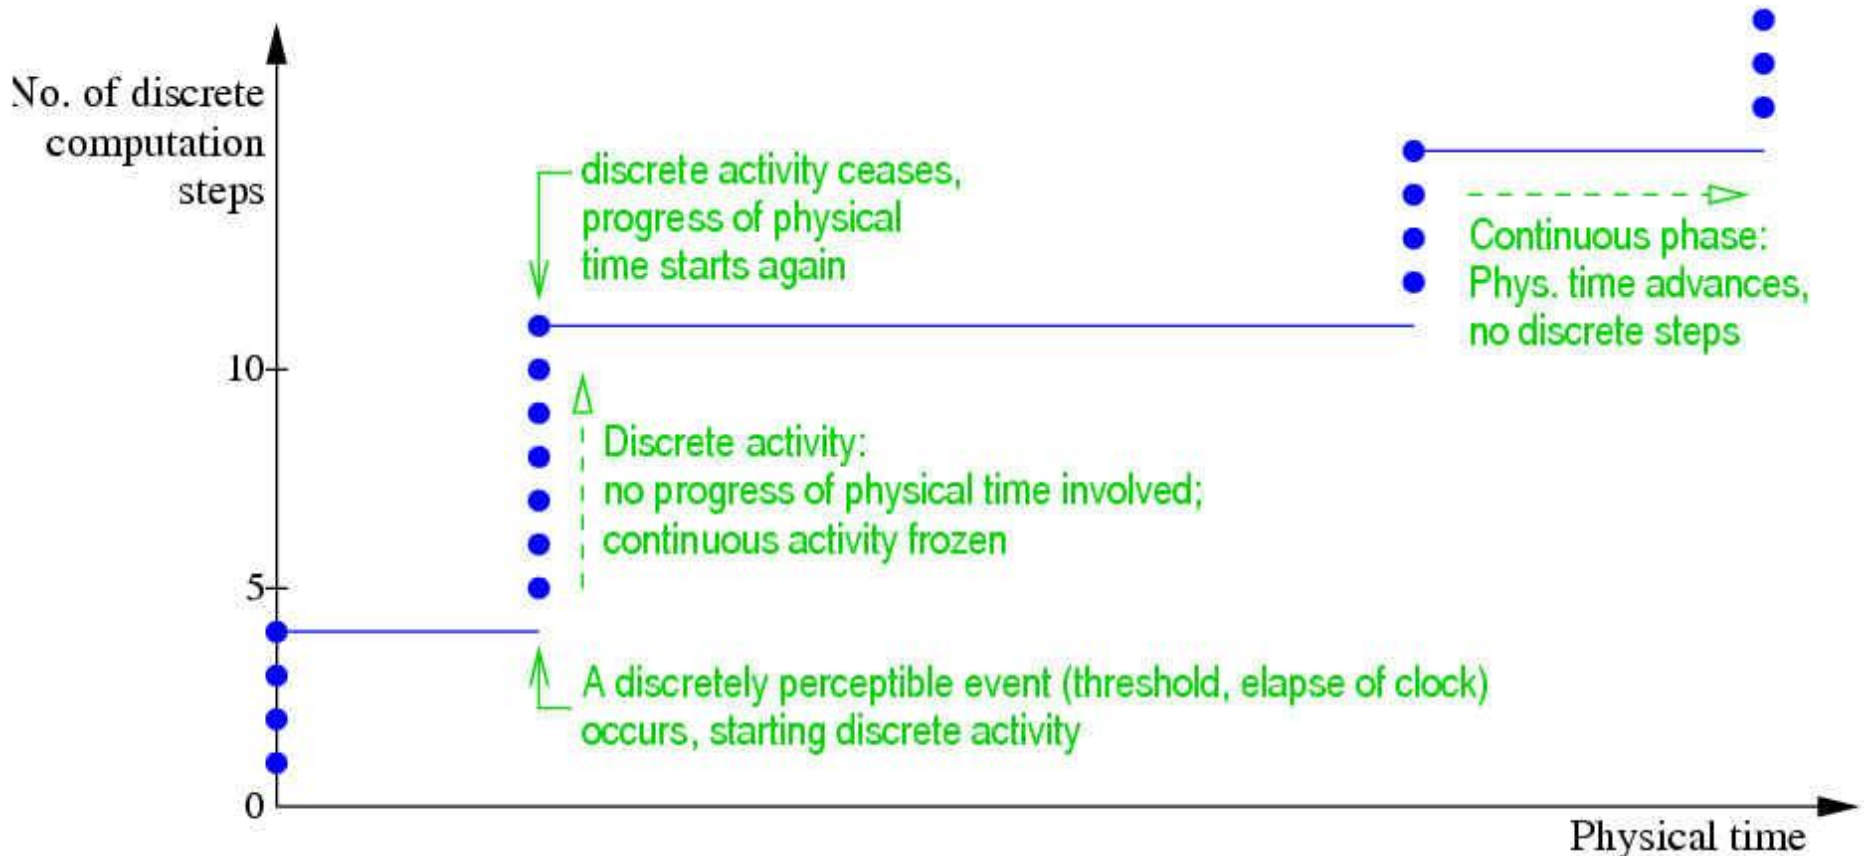 No. of discrete
computation
steps
discrete activity ceases,
progress of physical
time starts again
Continuous phase:
Phys. time advances,
no discrete steps
10
Discrete activity:
no progress of physical time involved;
continuous activity frozen
5
A discretely perceptible event (threshold, elapse of clock)
occurs, starting discrete activity
0
Physical time